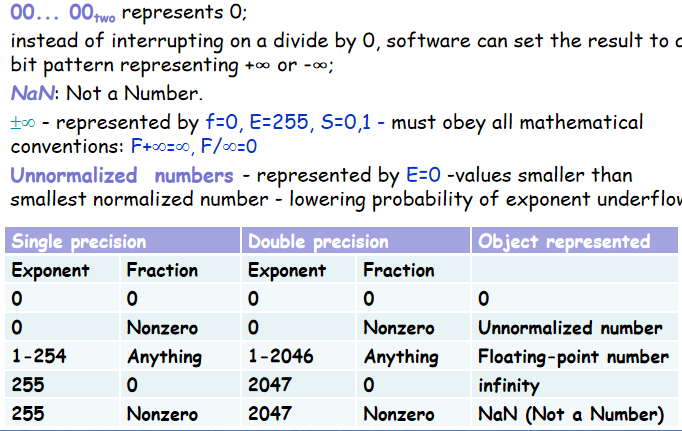 00... 00two represents 0;
instead of interrupting on a divide by 0, software can set the result to a
bit pattern representing +∞ or -∞;
NaN: Not a Number.
±∞ - represented by f=0, E=255, S=0,1 - must obey all mathematical
conventions: F+∞=∞, F/∞=0
Unnormalized numbers - represented by E=0 -values smaller than
smallest normalized number - lowering probability of exponent underflow
Single precision Double precision Object represented
Exponent Fraction Exponent Fraction
0 0 0 0 0
0 Nonzero 0 Nonzero Unnormalized number
1-254 Anything 1-2046 Anything Floating-point number
255 0 2047 0 infinity
255 Nonzero 2047 Nonzero NaN (Not a Number)